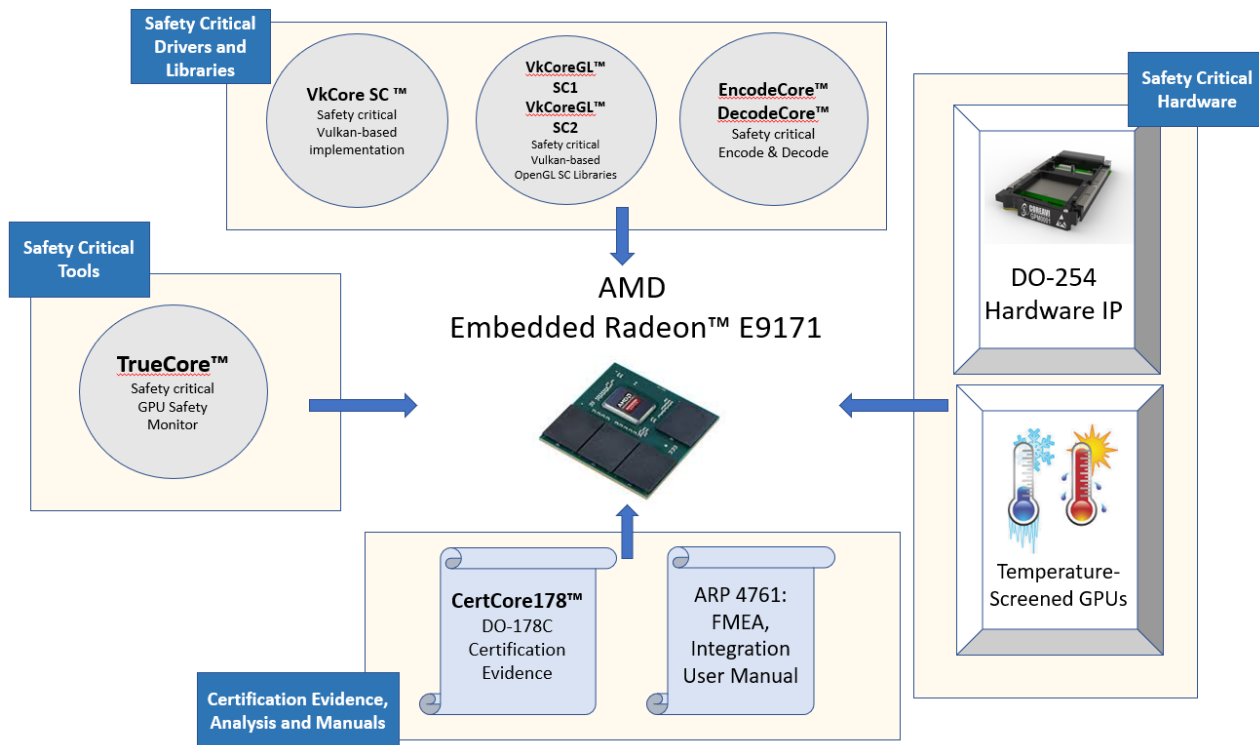 Safety Critical
Drivers and
Libraries
VkCore SC ™
Safety critical
Vulkan-based
implementation
VkCoreGL™
SC1
VkCoreGL™
SC2
Safety critical
Vulkan-based
OpenGL SC Libraries
EncodeCore™
DecodeCore™
Safety critical
Encode & Decode
Safety Critical
Hardware
COREAVI
DO-254
Hardware IP
Temperature-
Screened GPUs
Safety Critical
Tools
TrueCore™
Safety critical
GPU Safety
Monitor
AMD
Embedded Radeon™ E9171
AMD
CertCore178™
DO-178C
Certification
Evidence
ARP 4761:
FMEA,
Integration
User Manual
Certification Evidence,
Analysis and Manuals